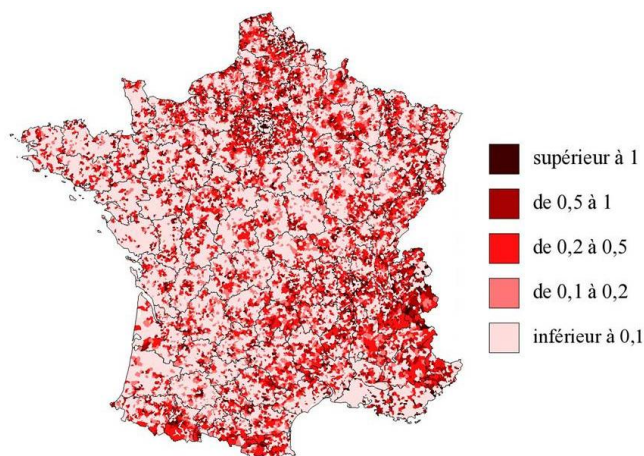 supérieur à 1
de 0,5 à 1
de 0,2 à 0,5
de 0,1 à 0,2
inférieur à 0,1